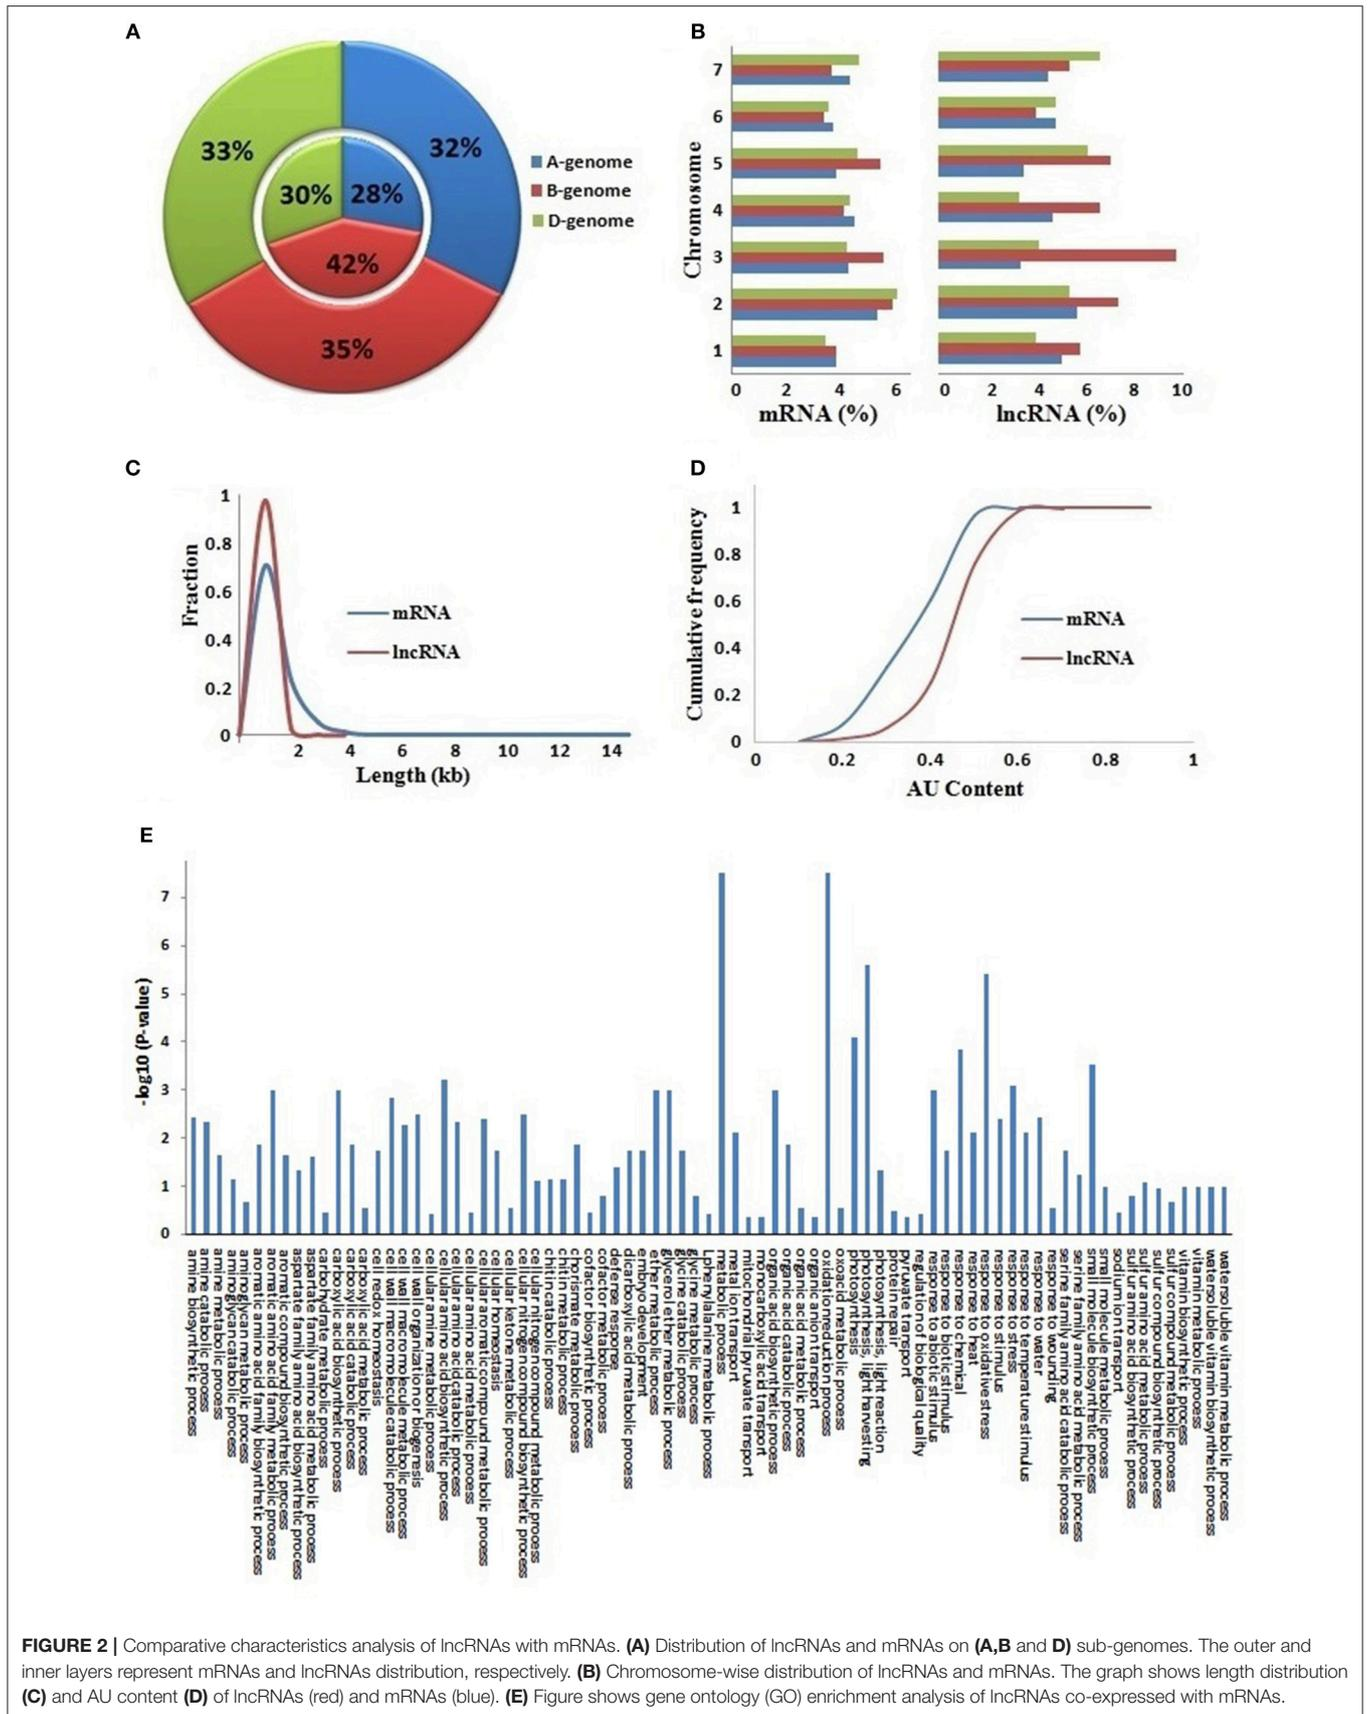 A
33%
32%
30%
28%
42%
35%
A-genome
B-genome
D-genome
B
Chromosome
7
6
5
4
3
2
1
0 2 4 6
mRNA (%)
0 2 4 6 8 10
lncRNA (%)
C
Fraction
1
0.8
0.6
0.4
0.2
0
mRNA
lncRNA
2 4 6 8 10 12 14
Length (kb)
D
Cumulative frequency
1
0.8
0.6
0.4
0.2
0
mRNA
lncRNA
0 0.2 0.4 0.6 0.8 1
AU Content
E
-log10 (P-value)
7
6
5
4
3
2
1
0
amine biosynthetic process
amine catabolic process
amine metabolic process
aminoglycan catabolic process
aminoglycan metabolic process
aromatic amino acid family biosynthetic process
aromatic amino acid family metabolic process
aromatic compound biosynthetic process
aspartate family amino acid biosynthetic process
aspartate family amino acid metabolic process
carbohydrate metabolic process
carboxylic acid biosynthetic process
carboxylic acid catabolic process
carboxylic acid metabolic process
cell redox homeostasis
cell wall macromolecule catabolic process
cell wall macromolecule metabolic process
cell wall organization or biogenesis
cellular amine metabolic process
cellular amino acid biosynthetic process
cellular amino acid catabolic process
cellular amino acid metabolic process
cellular aromatic compound metabolic process
cellular homeostasis
cellular ketone metabolic process
cellular nitrogen compound biosynthetic process
cellular nitrogen compound metabolic process
chitin catabolic process
chitin metabolic process
chorismate metabolic process
cofactor biosynthetic process
cofactor metabolic process
defense response
dicarboxylic acid metabolic process
embryo development
ether metabolic process
glycerol ether metabolic process
glycine catabolic process
glycine metabolic process
L-phenylalanine metabolic process
metabolic process
metal ion transport
mitochondrial pyruvate transport
monocarboxylic acid transport
organic acid biosynthetic process
organic acid catabolic process
organic acid metabolic process
organic anion transport
oxidation reduction process
oxoacid metabolic process
photosynthesis
photosynthesis, light harvesting
photosynthesis, light reaction
protein repair
pyruvate transport
regulation of biological quality
response to abiotic stimulus
response to biotic stimulus
response to chemical
response to heat
response to oxidative stress
response to stimulus
response to stress
response to temperature stimulus
response to water
response to wounding
serine family amino acid catabolic process
serine family amino acid metabolic process
small molecule biosynthetic process
small molecule metabolic process
sodium ion transport
sulfur amino acid biosynthetic process
sulfur amino acid metabolic process
sulfur compound biosynthetic process
sulfur compound metabolic process
vitamin biosynthetic process
vitamin metabolic process
water soluble vitamin biosynthetic process
water soluble vitamin metabolic process
FIGURE 2 | Comparative characteristics analysis of lncRNAs with mRNAs. (A) Distribution of lncRNAs and mRNAs on (A,B and D) sub-genomes. The outer and
inner layers represent mRNAs and lncRNAs distribution, respectively. (B) Chromosome-wise distribution of lncRNAs and mRNAs. The graph shows length distribution
(C) and AU content (D) of lncRNAs (red) and mRNAs (blue). (E) Figure shows gene ontology (GO) enrichment analysis of lncRNAs co-expressed with mRNAs.